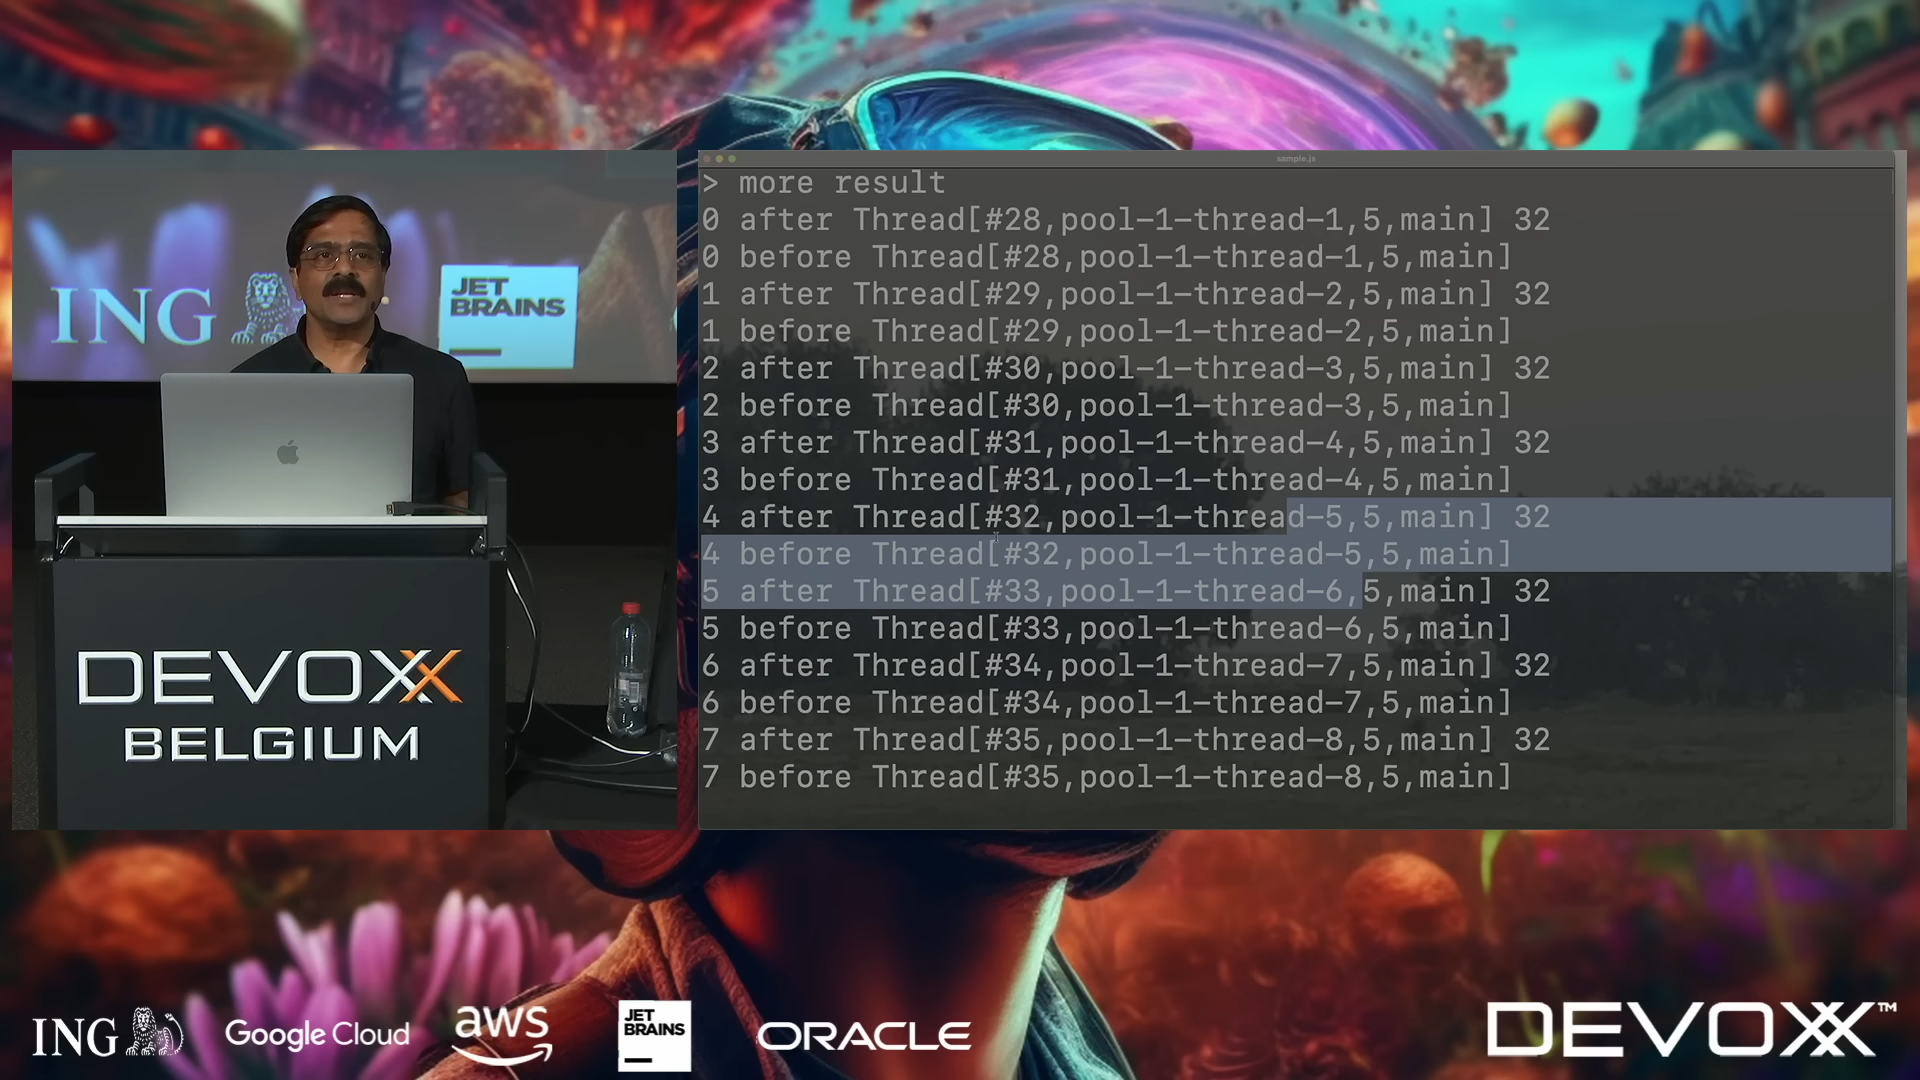 sample.js
> more result
0 after Thread[#28,pool-1-thread-1,5,main] 32
0 before Thread[#28,pool-1-thread-1,5,main]
1 after Thread[#29,pool-1-thread-2,5,main] 32
1 before Thread[#29,pool-1-thread-2,5,main]
2 after Thread[#30,pool-1-thread-3,5,main] 32
2 before Thread[#30,pool-1-thread-3,5,main]
3 after Thread[#31,pool-1-thread-4,5,main] 32
3 before Thread[#31,pool-1-thread-4,5,main]
4 after Thread[#32,pool-1-thread-5,5,main] 32
4 before Thread[#32,pool-1-thread-5,5,main]
5 after Thread[#33,pool-1-thread-6,5,main] 32
5 before Thread[#33,pool-1-thread-6,5,main]
6 after Thread[#34,pool-1-thread-7,5,main] 32
6 before Thread[#34,pool-1-thread-7,5,main]
7 after Thread[#35,pool-1-thread-8,5,main] 32
7 before Thread[#35,pool-1-thread-8,5,main]
ING
JET
BRAINS
DEVOXX
BELGIUM
ING
Google Cloud
aws
JET
BRAINS
ORACLE
DEVOXX™